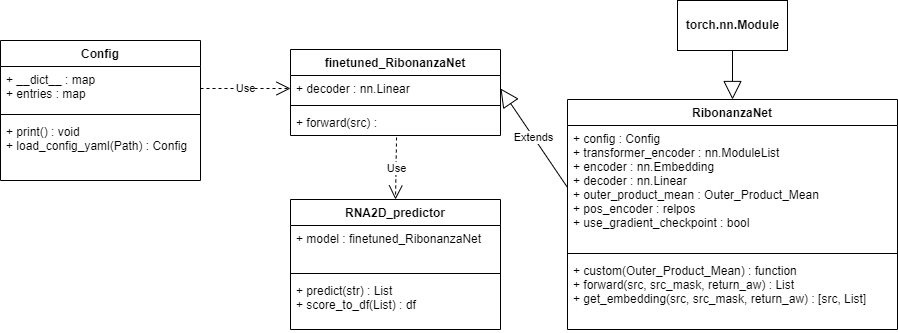 torch.nn.Module
Config
+ __dict__ : map
+ entries : map
+ print() : void
+ load_config_yaml(Path) : Config
Use
finetuned_RibonanzaNet
+ decoder : nn.Linear
+ forward(src) :
Extends
Use
RNA2D_predictor
+ model : finetuned_RibonanzaNet
+ predict(str) : List
+ score_to_df(List) : df
RibonanzaNet
+ config : Config
+ transformer_encoder : nn.ModuleList
+ encoder : nn.Embedding
+ decoder : nn.Linear
+ outer_product_mean : Outer_Product_Mean
+ pos_encoder : relpos
+ use_gradient_checkpoint : bool
+ custom(Outer_Product_Mean) : function
+ forward(src, src_mask, return_aw) : List
+ get_embedding(src, src_mask, return_aw) : [src, List]